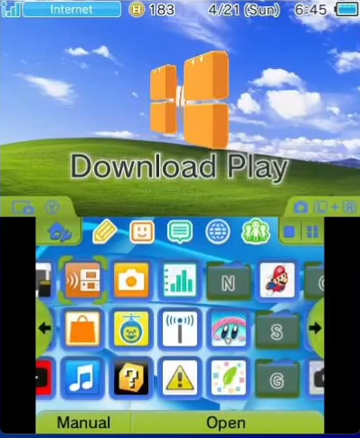 Internet 183 4/21 (Sun) 6:45
Download Play
Y L+R
N
S
?
G
Manual Open